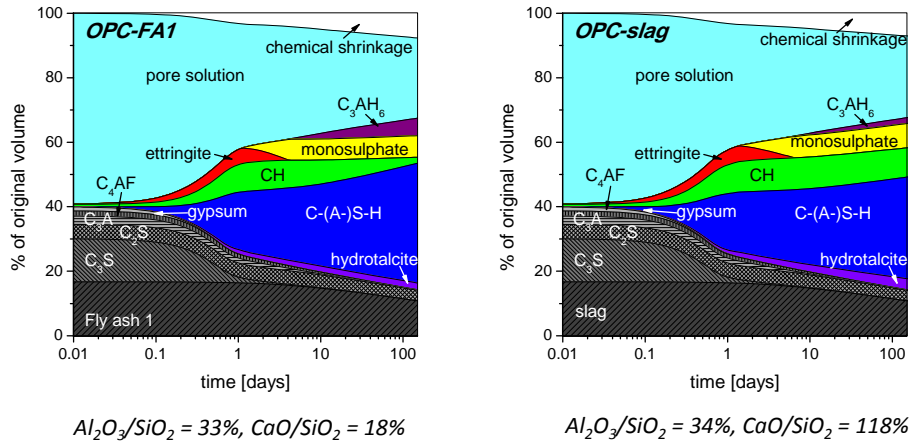 OPC-FA1
chemical shrinkage
pore solution
C₃AH₆
monosulphate
ettringite
CH
C₄AF
gypsum
C₃A
C₂S
C-(A-)S-H
C₃S
hydrotalcite
Fly ash 1
% of original volume
100
80
60
40
20
0
0.01
0.1
1
10
100
time [days]
Al₂O₃/SiO₂ = 33%, CaO/SiO₂ = 18%
OPC-slag
chemical shrinkage
pore solution
C₃AH₆
monosulphate
ettringite
CH
C₄AF
gypsum
C₃A
C₂S
C-(A-)S-H
C₃S
hydrotalcite
slag
% of original volume
100
80
60
40
20
0
0.01
0.1
1
10
100
time [days]
Al₂O₃/SiO₂ = 34%, CaO/SiO₂ = 118%